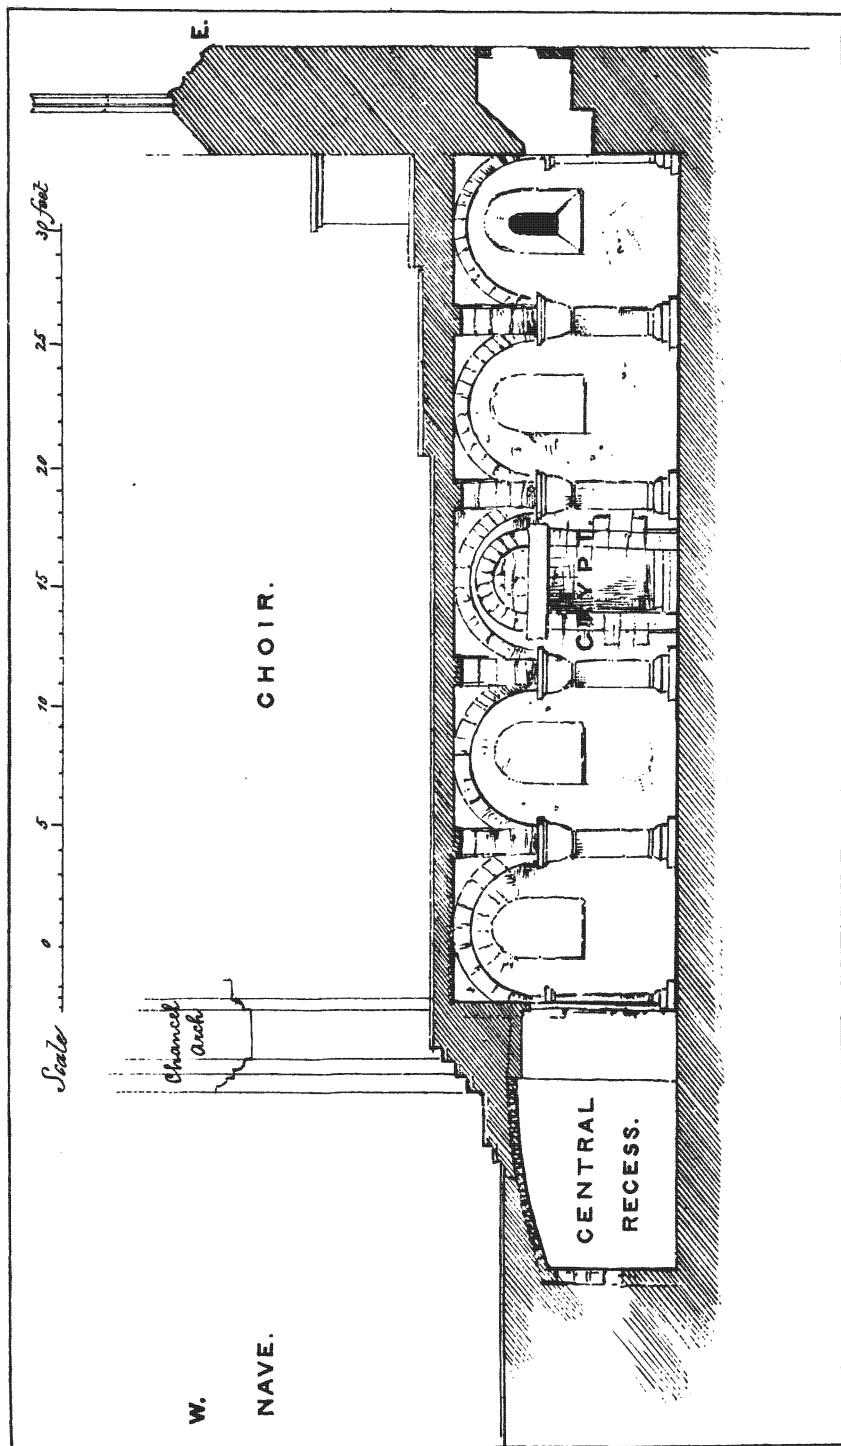 W.
E.
Scale
0 5 10 15 20 25 30 feet
Chancel
Arch
NAVE.
CHOIR.
CENTRAL
RECESS.
CRYPT.